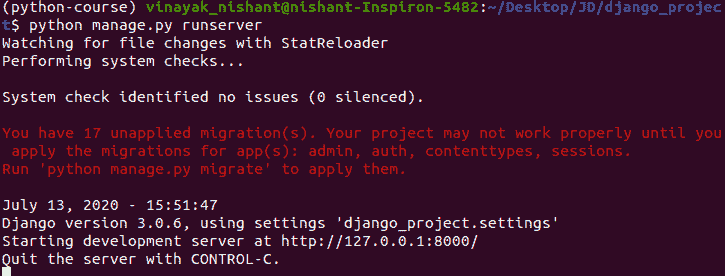 (python-course) vinayak_nishant@nishant-Inspiron-5482:~/Desktop/JD/django_projec
t$ python manage.py runserver
Watching for file changes with StatReloader
Performing system checks...
System check identified no issues (0 silenced).
You have 17 unapplied migration(s). Your project may not work properly until you
 apply the migrations for app(s): admin, auth, contenttypes, sessions.
Run 'python manage.py migrate' to apply them.
July 13, 2020 - 15:51:47
Django version 3.0.6, using settings 'django_project.settings'
Starting development server at http://127.0.0.1:8000/
Quit the server with CONTROL-C.